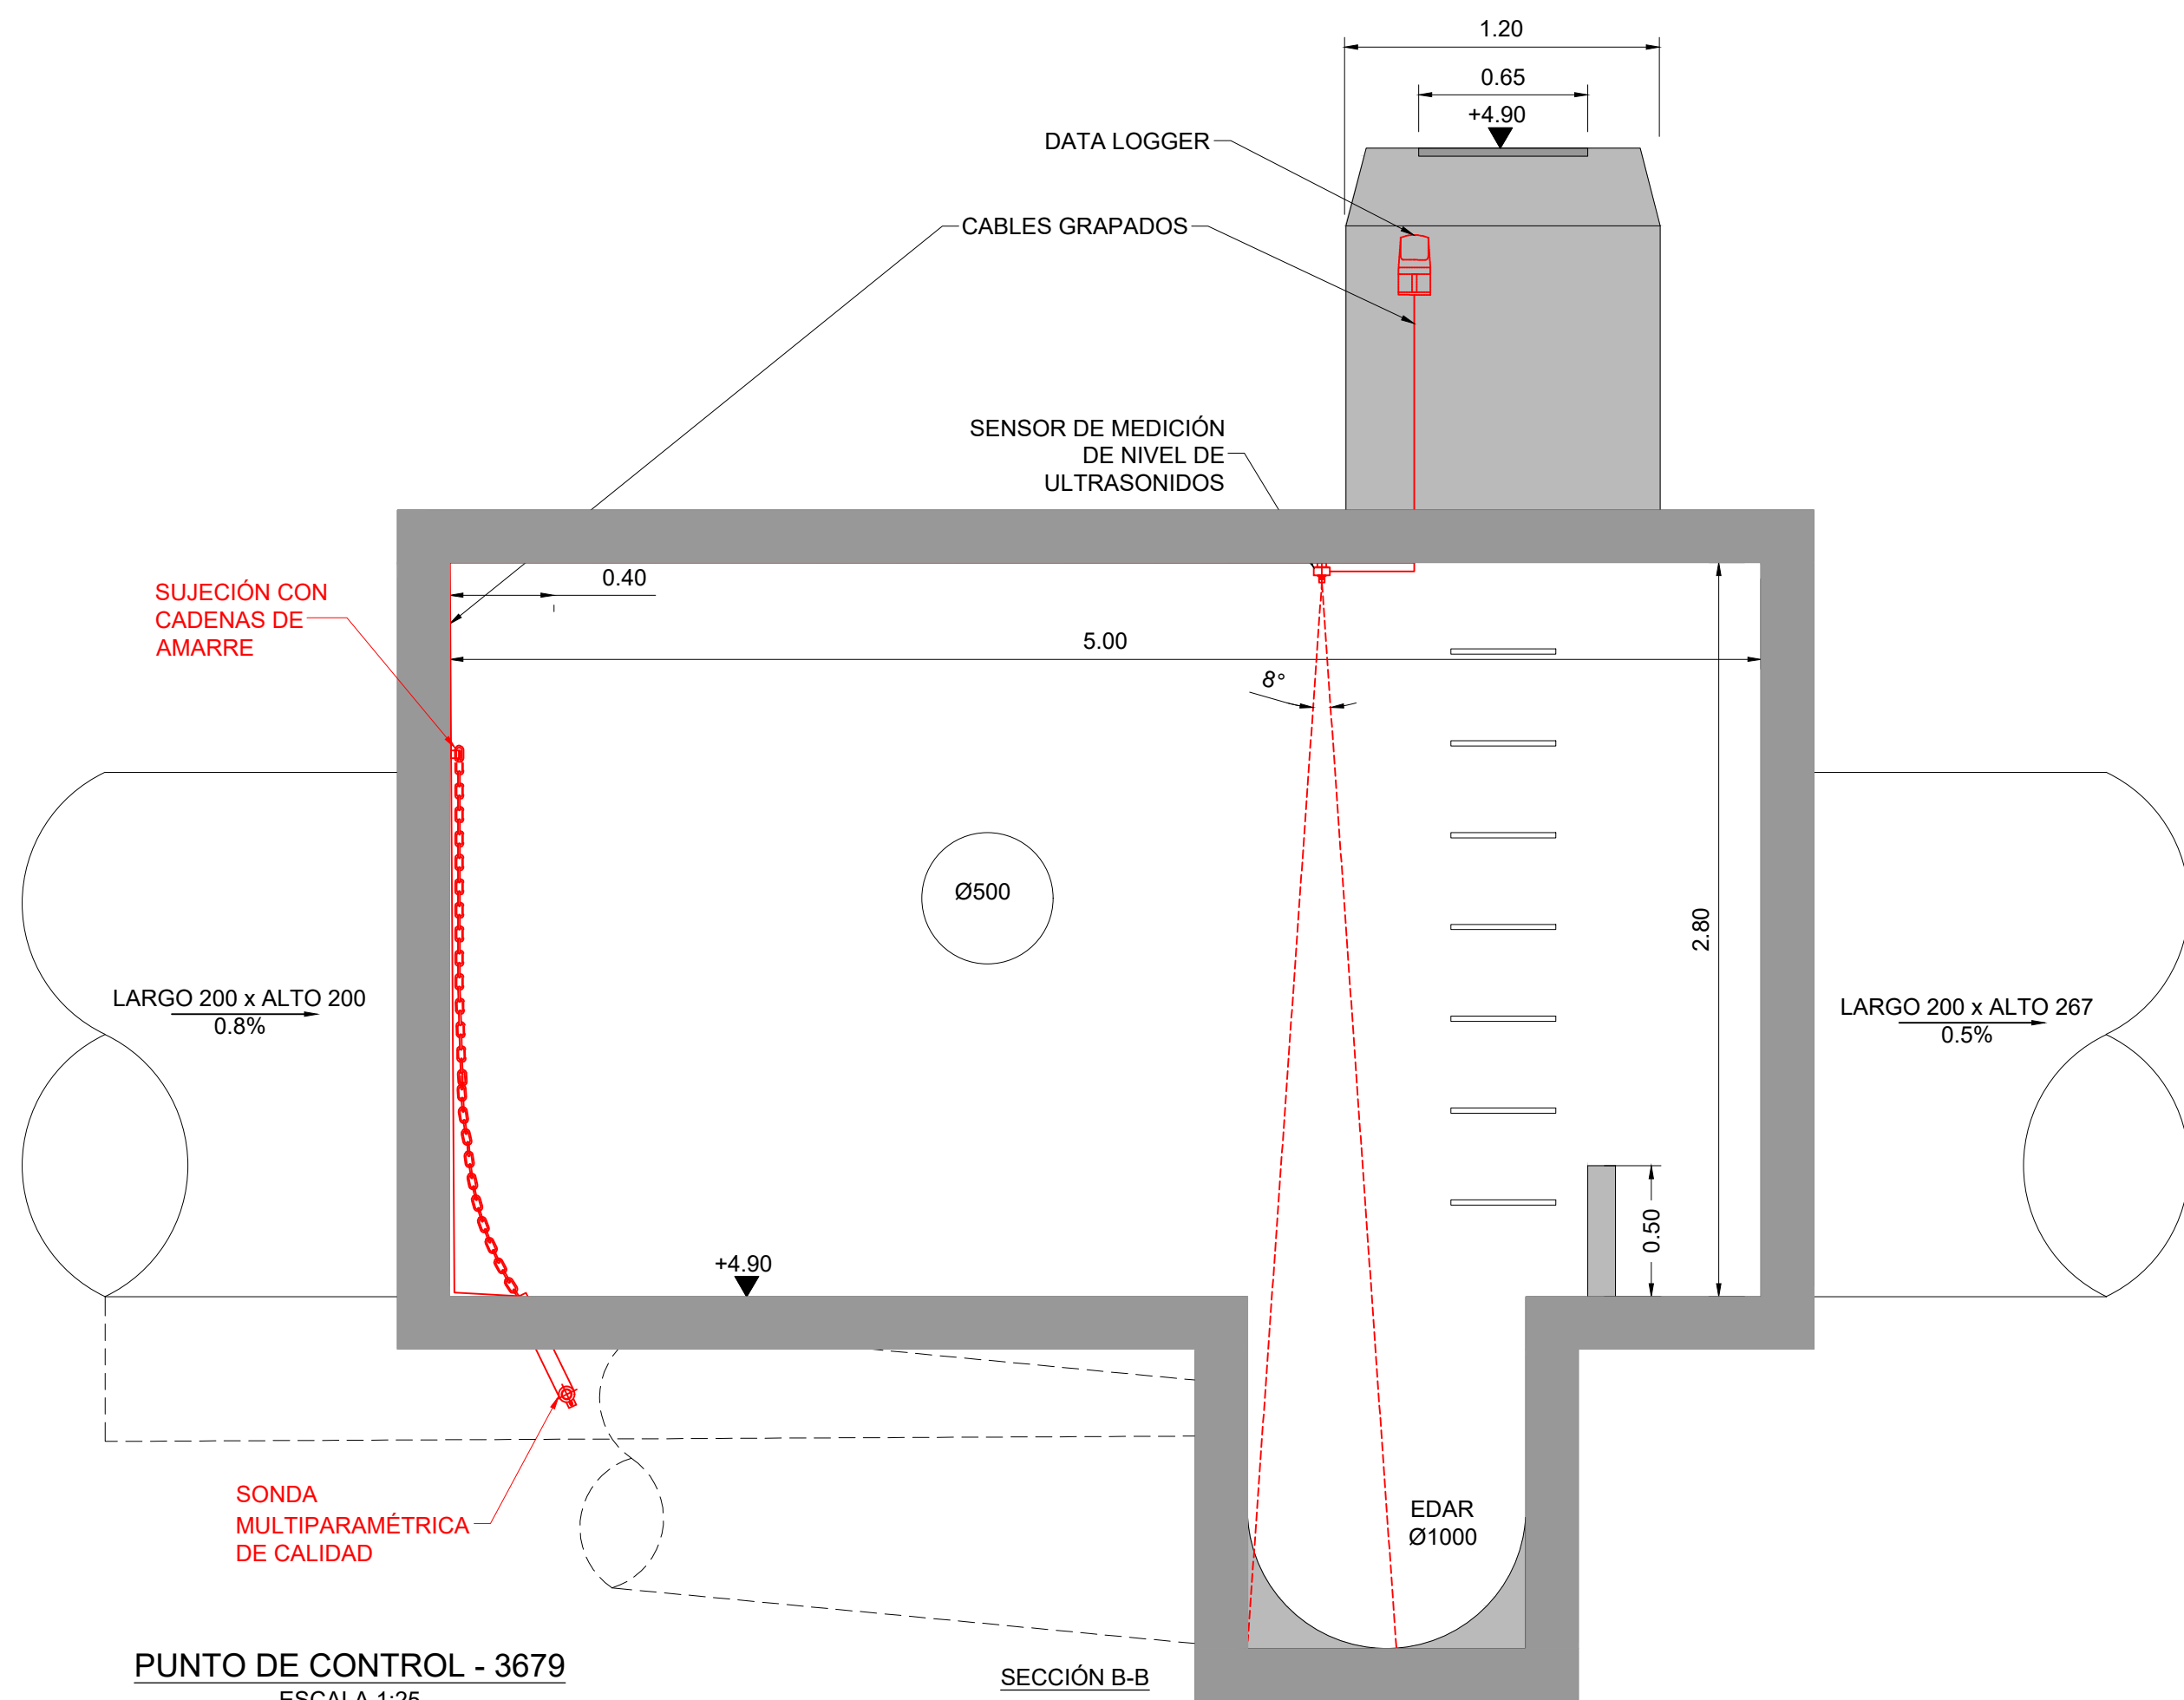 1.20
0.65
+4.90
DATA LOGGER
CABLES GRAPADOS
SENSOR DE MEDICIÓN
DE NIVEL DE
ULTRASONIDOS
0.40
SUJECIÓN CON
CADENAS DE
AMARRE
5.00
8°
Ø500
2.80
LARGO 200 x ALTO 200
0.8%
LARGO 200 x ALTO 267
0.5%
0.50
+4.90
SONDA
MULTIPARAMÉTRICA
DE CALIDAD
EDAR
Ø1000
PUNTO DE CONTROL - 3679
ESCALA 1:25
SECCIÓN B-B